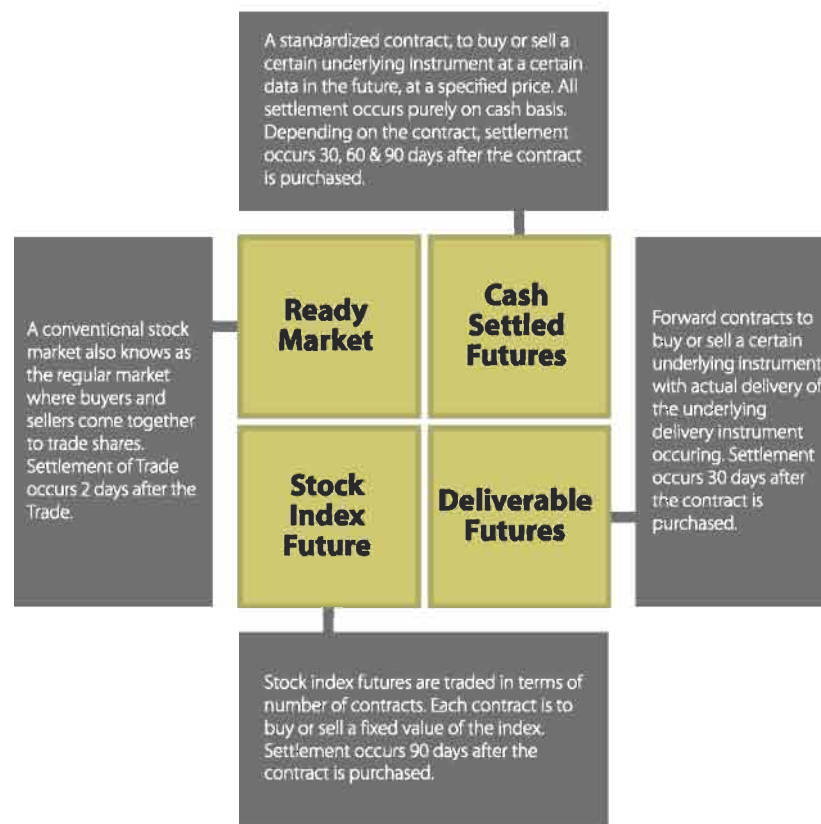 A standardized contract, to buy or sell a
certain underlying instrument at a certain
data in the future, at a specified price. All
settlement occurs purely on cash basis.
Depending on the contract, settlement
occurs 30, 60 & 90 days after the contract
is purchased.
A conventional stock
market also knows as
the regular market
where buyers and
sellers come together
to trade shares.
Settlement of Trade
occurs 2 days after the
Trade.
Ready
Market
Cash
Settled
Futures
Stock
Index
Future
Deliverable
Futures
Forward contracts to
buy or sell a certain
underlying instrument
with actual delivery of
the underlying
delivery instrument
occuring. Settlement
occurs 30 days after
the contract is
purchased.
Stock index futures are traded in terms of
number of contracts. Each contract is to
buy or sell a fixed value of the index.
Settlement occurs 90 days after the
contract is purchased.